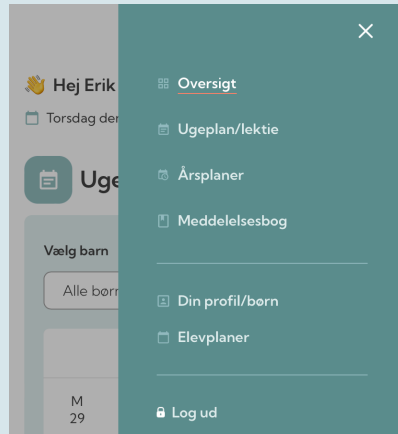 Hej Erik
Torsdag den
Uge
Vælg barn
Alle børn
M
29
Oversigt
Ugeplan/lektie
Årsplaner
Meddelelsesbog
Din profil/børn
Elevplaner
Log ud